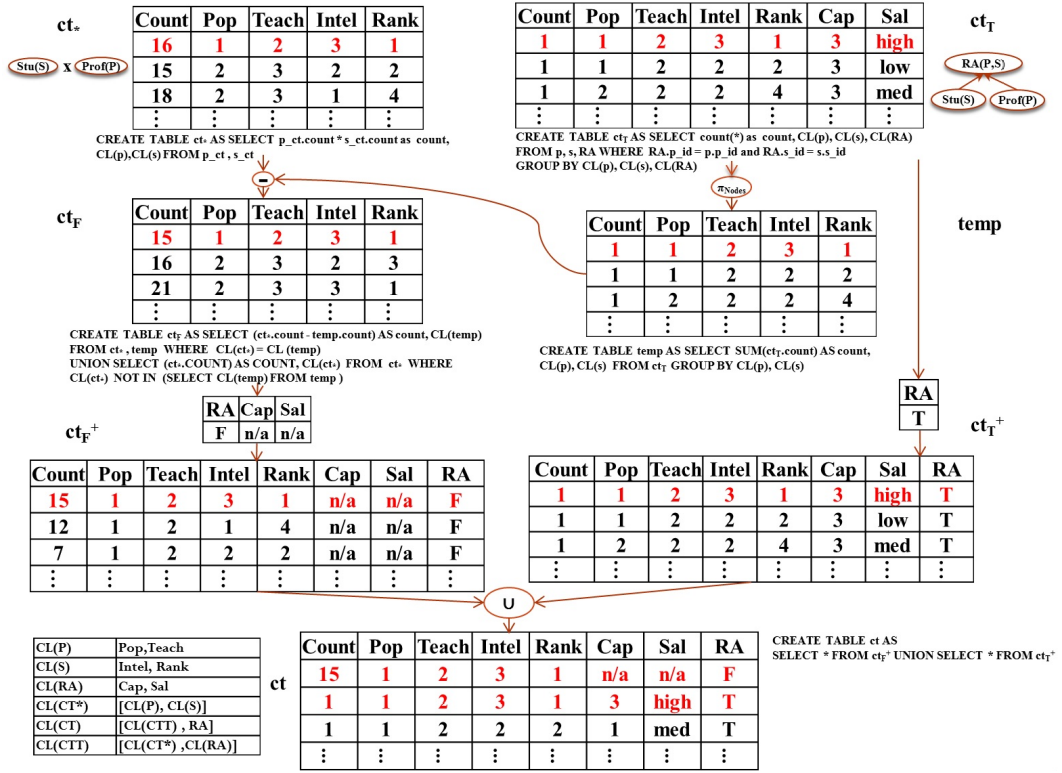 ct*
Stu(S) x Prof(P)
Count Pop Teach Intel Rank
16 1 2 3 1
15 2 3 2 2
18 2 3 1 4
⋮ ⋮ ⋮ ⋮ ⋮
CREATE TABLE ct* AS SELECT p_ct.count * s_ct.count as count,
CL(p),CL(s) FROM p_ct , s_ct
Count Pop Teach Intel Rank Cap Sal
1 1 2 3 1 3 high
1 1 2 2 2 3 low
1 2 2 2 4 3 med
⋮ ⋮ ⋮ ⋮ ⋮ ⋮ ⋮
ctT
RA(P,S)
Stu(S) Prof(P)
CREATE TABLE ctT AS SELECT count(*) as count, CL(p), CL(s), CL(RA)
FROM p, s, RA WHERE RA.p_id = p.p_id and RA.s_id = s.s_id
GROUP BY CL(p), CL(s), CL(RA)
-
πNodes
ctF
Count Pop Teach Intel Rank
15 1 2 3 1
16 2 3 2 3
21 2 3 3 1
⋮ ⋮ ⋮ ⋮ ⋮
CREATE TABLE ctF AS SELECT (ct*.count - temp.count) AS count, CL(temp)
FROM ct* , temp WHERE CL(ct*) = CL (temp)
UNION SELECT (ct*.COUNT) AS COUNT, CL(ct*) FROM ct* WHERE
CL(ct*) NOT IN (SELECT CL(temp) FROM temp )
temp
Count Pop Teach Intel Rank
1 1 2 3 1
1 1 2 2 2
1 2 2 2 4
⋮ ⋮ ⋮ ⋮ ⋮
CREATE TABLE temp AS SELECT SUM(ctT.count) AS count,
CL(p), CL(s) FROM ctT GROUP BY CL(p), CL(s)
RA Cap Sal
F n/a n/a
RA
T
ctF+
Count Pop Teach Intel Rank Cap Sal RA
15 1 2 3 1 n/a n/a F
12 1 2 1 4 n/a n/a F
7 1 2 2 2 n/a n/a F
⋮ ⋮ ⋮ ⋮ ⋮ ⋮ ⋮ ⋮
ctT+
Count Pop Teach Intel Rank Cap Sal RA
1 1 2 3 1 3 high T
1 1 2 2 2 3 low T
1 2 2 2 4 3 med T
⋮ ⋮ ⋮ ⋮ ⋮ ⋮ ⋮ ⋮
∪
CL(P) Pop,Teach
CL(S) Intel, Rank
CL(RA) Cap, Sal
CL(CT*) [CL(P), CL(S)]
CL(CT) [CL(CTT) , RA]
CL(CTT) [CL(CT*) ,CL(RA)]
ct
Count Pop Teach Intel Rank Cap Sal RA
15 1 2 3 1 n/a n/a F
1 1 2 3 1 3 high T
1 1 2 2 2 1 med T
⋮ ⋮ ⋮ ⋮ ⋮ ⋮ ⋮ ⋮
CREATE TABLE ct AS
SELECT * FROM ctF+ UNION SELECT * FROM ctT+